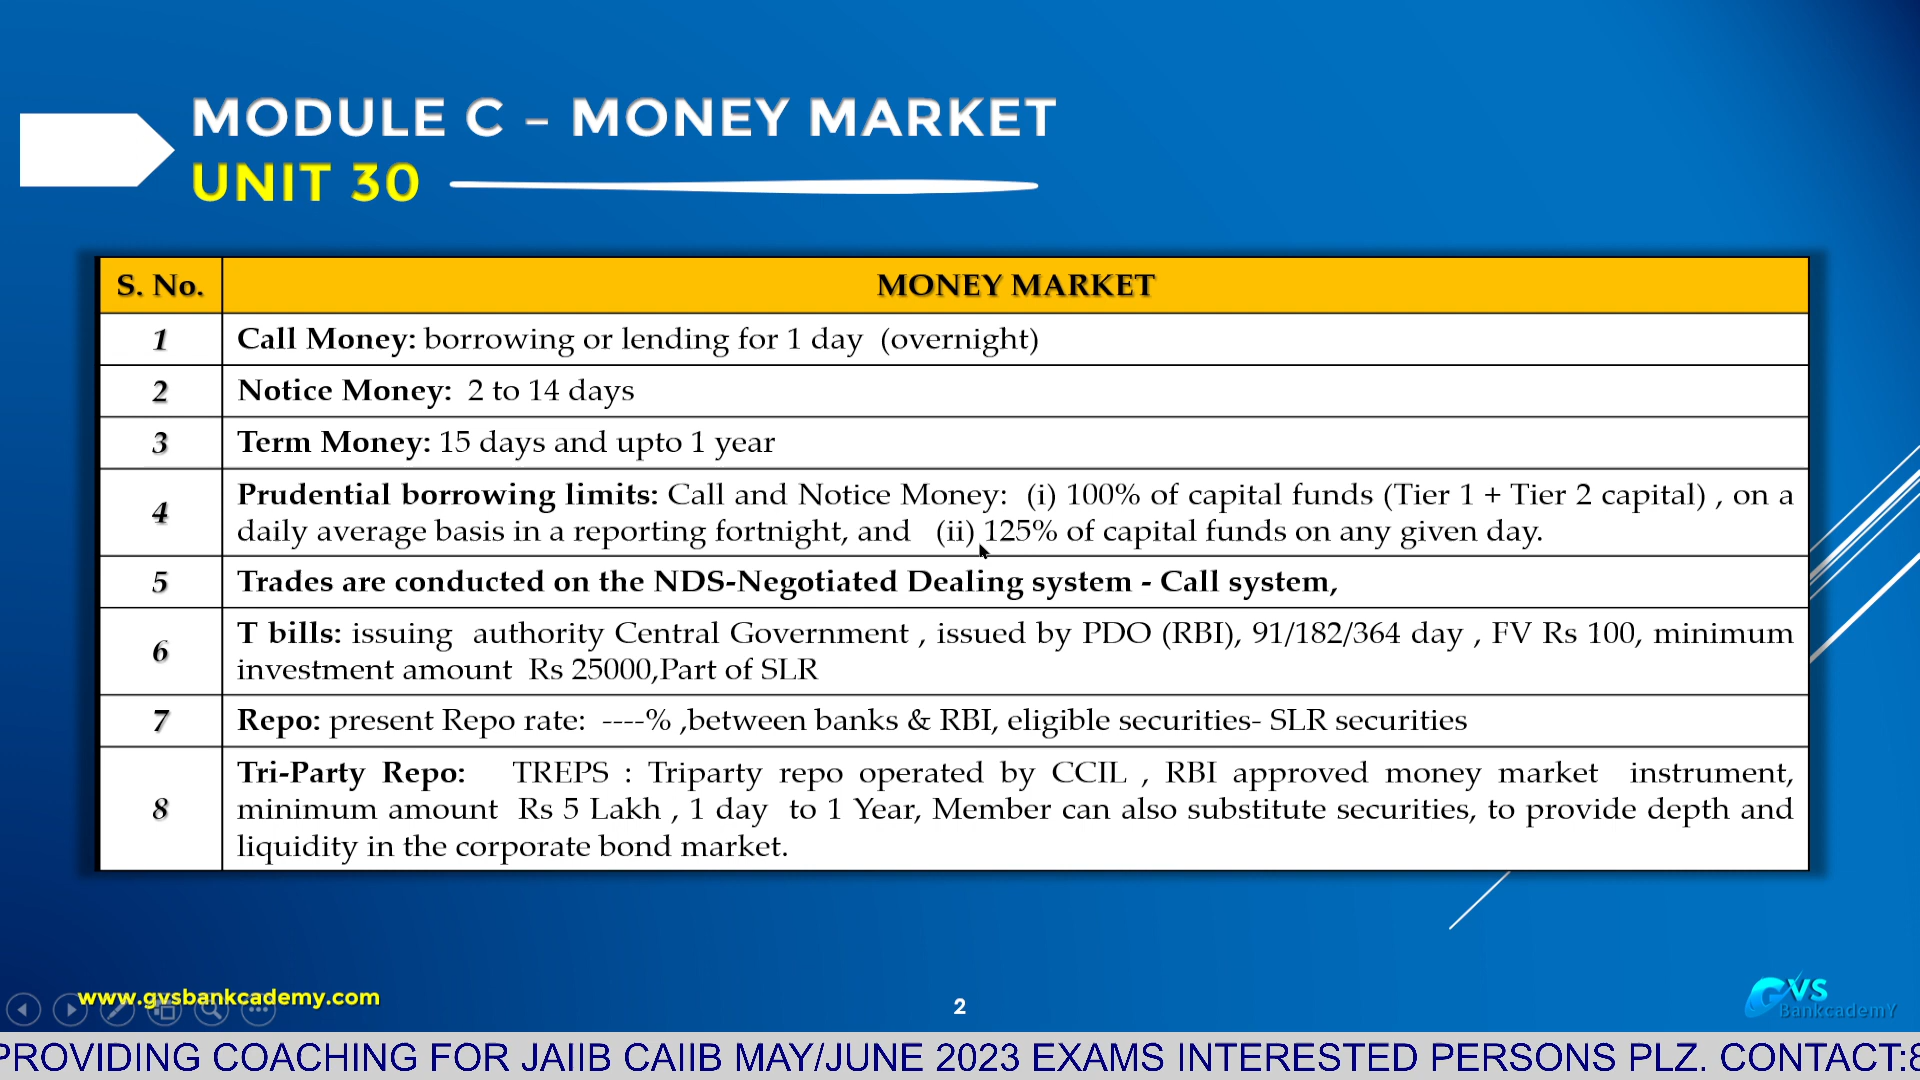 MODULE C – MONEY MARKET
UNIT 30
S. No. MONEY MARKET
1 Call Money: borrowing or lending for 1 day (overnight)
2 Notice Money: 2 to 14 days
3 Term Money: 15 days and upto 1 year
4 Prudential borrowing limits: Call and Notice Money: (i) 100% of capital funds (Tier 1 + Tier 2 capital) , on a
daily average basis in a reporting fortnight, and (ii) 125% of capital funds on any given day.
5 Trades are conducted on the NDS-Negotiated Dealing system - Call system,
6 T bills: issuing authority Central Government , issued by PDO (RBI), 91/182/364 day , FV Rs 100, minimum
investment amount Rs 25000,Part of SLR
7 Repo: present Repo rate: ----% ,between banks & RBI, eligible securities- SLR securities
8 Tri-Party Repo: TREPS : Triparty repo operated by CCIL , RBI approved money market instrument,
minimum amount Rs 5 Lakh , 1 day to 1 Year, Member can also substitute securities, to provide depth and
liquidity in the corporate bond market.
www.gvsbankcademy.com
2
GVS
BankcademY
PROVIDING COACHING FOR JAIIB CAIIB MAY/JUNE 2023 EXAMS INTERESTED PERSONS PLZ. CONTACT:8